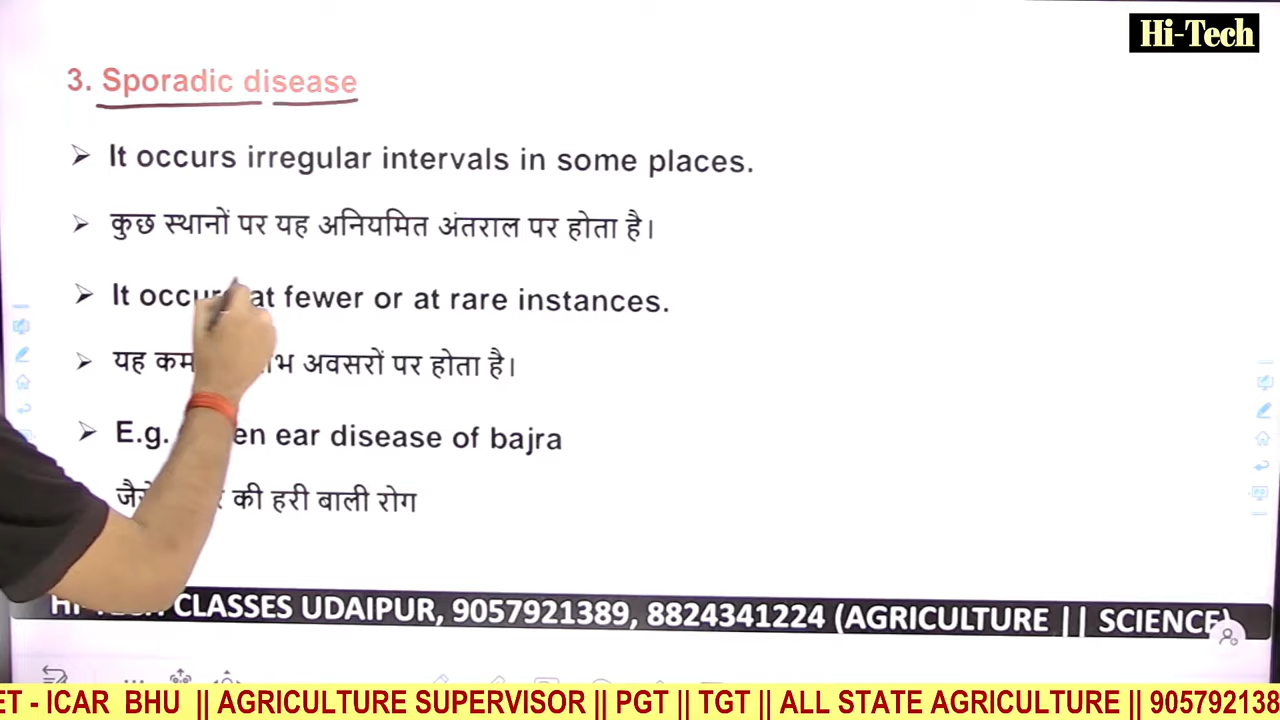 Hi-Tech
3. Sporadic disease
➢ It occurs irregular intervals in some places.
➢ कुछ स्थानों पर यह अनियमित अंतराल पर होता है।
➢ It occurs at fewer or at rare instances.
➢ यह कम अवसरों पर होता है।
➢ E.g. ear disease of bajra
की हरी बाली रोग
CLASSES UDAIPUR, 9057921389, 8824341224 (AGRICULTURE || SCIENCE)
- ICAR BHU || AGRICULTURE SUPERVISOR || PGT || TGT || ALL STATE AGRICULTURE ||